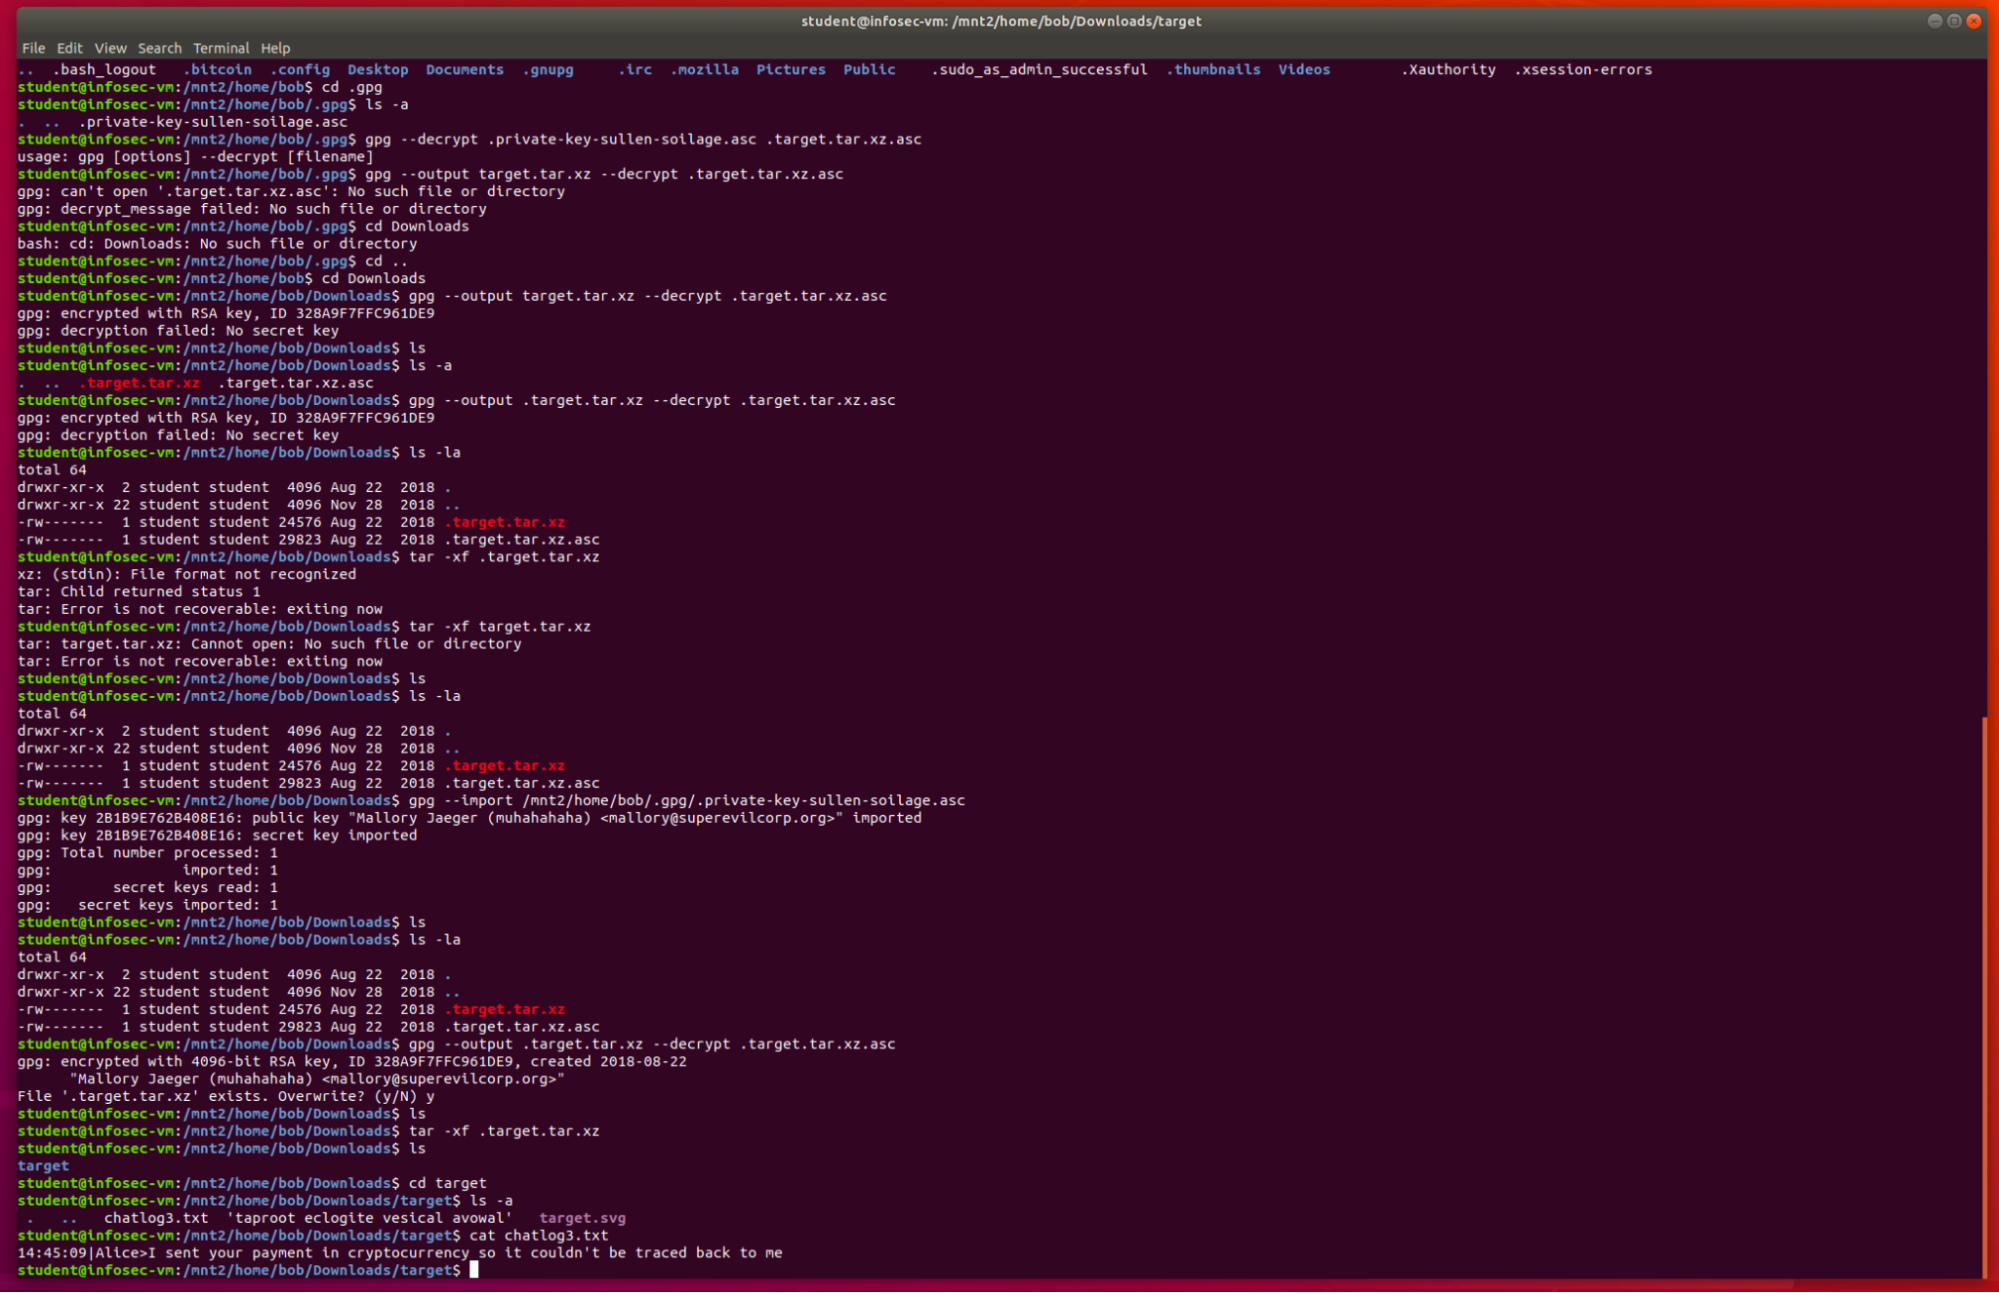 student@infosec-vm: /mnt2/home/bob/Downloads/target
File Edit View Search Terminal Help
.. .bash_logout .bitcoin .config Desktop Documents .gnupg .irc .mozilla Pictures Public .sudo_as_admin_successful .thumbnails Videos .Xauthority .xsession-errors
student@infosec-vm:/mnt2/home/bob$ cd .gpg
student@infosec-vm:/mnt2/home/bob/.gpg$ ls -a
. .. .private-key-sullen-soilage.asc
student@infosec-vm:/mnt2/home/bob/.gpg$ gpg --decrypt .private-key-sullen-soilage.asc .target.tar.xz.asc
usage: gpg [options] --decrypt [filename]
student@infosec-vm:/mnt2/home/bob/.gpg$ gpg --output target.tar.xz --decrypt .target.tar.xz.asc
gpg: can't open '.target.tar.xz.asc': No such file or directory
gpg: decrypt_message failed: No such file or directory
student@infosec-vm:/mnt2/home/bob/.gpg$ cd Downloads
bash: cd: Downloads: No such file or directory
student@infosec-vm:/mnt2/home/bob/.gpg$ cd ..
student@infosec-vm:/mnt2/home/bob$ cd Downloads
student@infosec-vm:/mnt2/home/bob/Downloads$ gpg --output target.tar.xz --decrypt .target.tar.xz.asc
gpg: encrypted with RSA key, ID 328A9F7FFC961DE9
gpg: decryption failed: No secret key
student@infosec-vm:/mnt2/home/bob/Downloads$ ls
student@infosec-vm:/mnt2/home/bob/Downloads$ ls -a
. .. .target.tar.xz .target.tar.xz.asc
student@infosec-vm:/mnt2/home/bob/Downloads$ gpg --output .target.tar.xz --decrypt .target.tar.xz.asc
gpg: encrypted with RSA key, ID 328A9F7FFC961DE9
gpg: decryption failed: No secret key
student@infosec-vm:/mnt2/home/bob/Downloads$ ls -la
total 64
drwxr-xr-x 2 student student 4096 Aug 22 2018 .
drwxr-xr-x 22 student student 4096 Nov 28 2018 ..
-rw------- 1 student student 24576 Aug 22 2018 .target.tar.xz
-rw------- 1 student student 29823 Aug 22 2018 .target.tar.xz.asc
student@infosec-vm:/mnt2/home/bob/Downloads$ tar -xf .target.tar.xz
xz: (stdin): File format not recognized
tar: Child returned status 1
tar: Error is not recoverable: exiting now
student@infosec-vm:/mnt2/home/bob/Downloads$ tar -xf target.tar.xz
tar: target.tar.xz: Cannot open: No such file or directory
tar: Error is not recoverable: exiting now
student@infosec-vm:/mnt2/home/bob/Downloads$ ls
student@infosec-vm:/mnt2/home/bob/Downloads$ ls -la
total 64
drwxr-xr-x 2 student student 4096 Aug 22 2018 .
drwxr-xr-x 22 student student 4096 Nov 28 2018 ..
-rw------- 1 student student 24576 Aug 22 2018 .target.tar.xz
-rw------- 1 student student 29823 Aug 22 2018 .target.tar.xz.asc
student@infosec-vm:/mnt2/home/bob/Downloads$ gpg --import /mnt2/home/bob/.gpg/.private-key-sullen-soilage.asc
gpg: key 2B1B9E762B408E16: public key "Mallory Jaeger (muhahahaha) <mallory@superevilcorp.org>" imported
gpg: key 2B1B9E762B408E16: secret key imported
gpg: Total number processed: 1
gpg: imported: 1
gpg: secret keys read: 1
gpg: secret keys imported: 1
student@infosec-vm:/mnt2/home/bob/Downloads$ ls
student@infosec-vm:/mnt2/home/bob/Downloads$ ls -la
total 64
drwxr-xr-x 2 student student 4096 Aug 22 2018 .
drwxr-xr-x 22 student student 4096 Nov 28 2018 ..
-rw------- 1 student student 24576 Aug 22 2018 .target.tar.xz
-rw------- 1 student student 29823 Aug 22 2018 .target.tar.xz.asc
student@infosec-vm:/mnt2/home/bob/Downloads$ gpg --output .target.tar.xz --decrypt .target.tar.xz.asc
gpg: encrypted with 4096-bit RSA key, ID 328A9F7FFC961DE9, created 2018-08-22
"Mallory Jaeger (muhahahaha) <mallory@superevilcorp.org>"
File '.target.tar.xz' exists. Overwrite? (y/N) y
student@infosec-vm:/mnt2/home/bob/Downloads$ ls
student@infosec-vm:/mnt2/home/bob/Downloads$ tar -xf .target.tar.xz
student@infosec-vm:/mnt2/home/bob/Downloads$ ls
target
student@infosec-vm:/mnt2/home/bob/Downloads$ cd target
student@infosec-vm:/mnt2/home/bob/Downloads/target$ ls -a
. .. chatlog3.txt 'taproot eclogite vesical avowal' target.svg
student@infosec-vm:/mnt2/home/bob/Downloads/target$ cat chatlog3.txt
14:45:09|Alice>I sent your payment in cryptocurrency so it couldn't be traced back to me
student@infosec-vm:/mnt2/home/bob/Downloads/target$